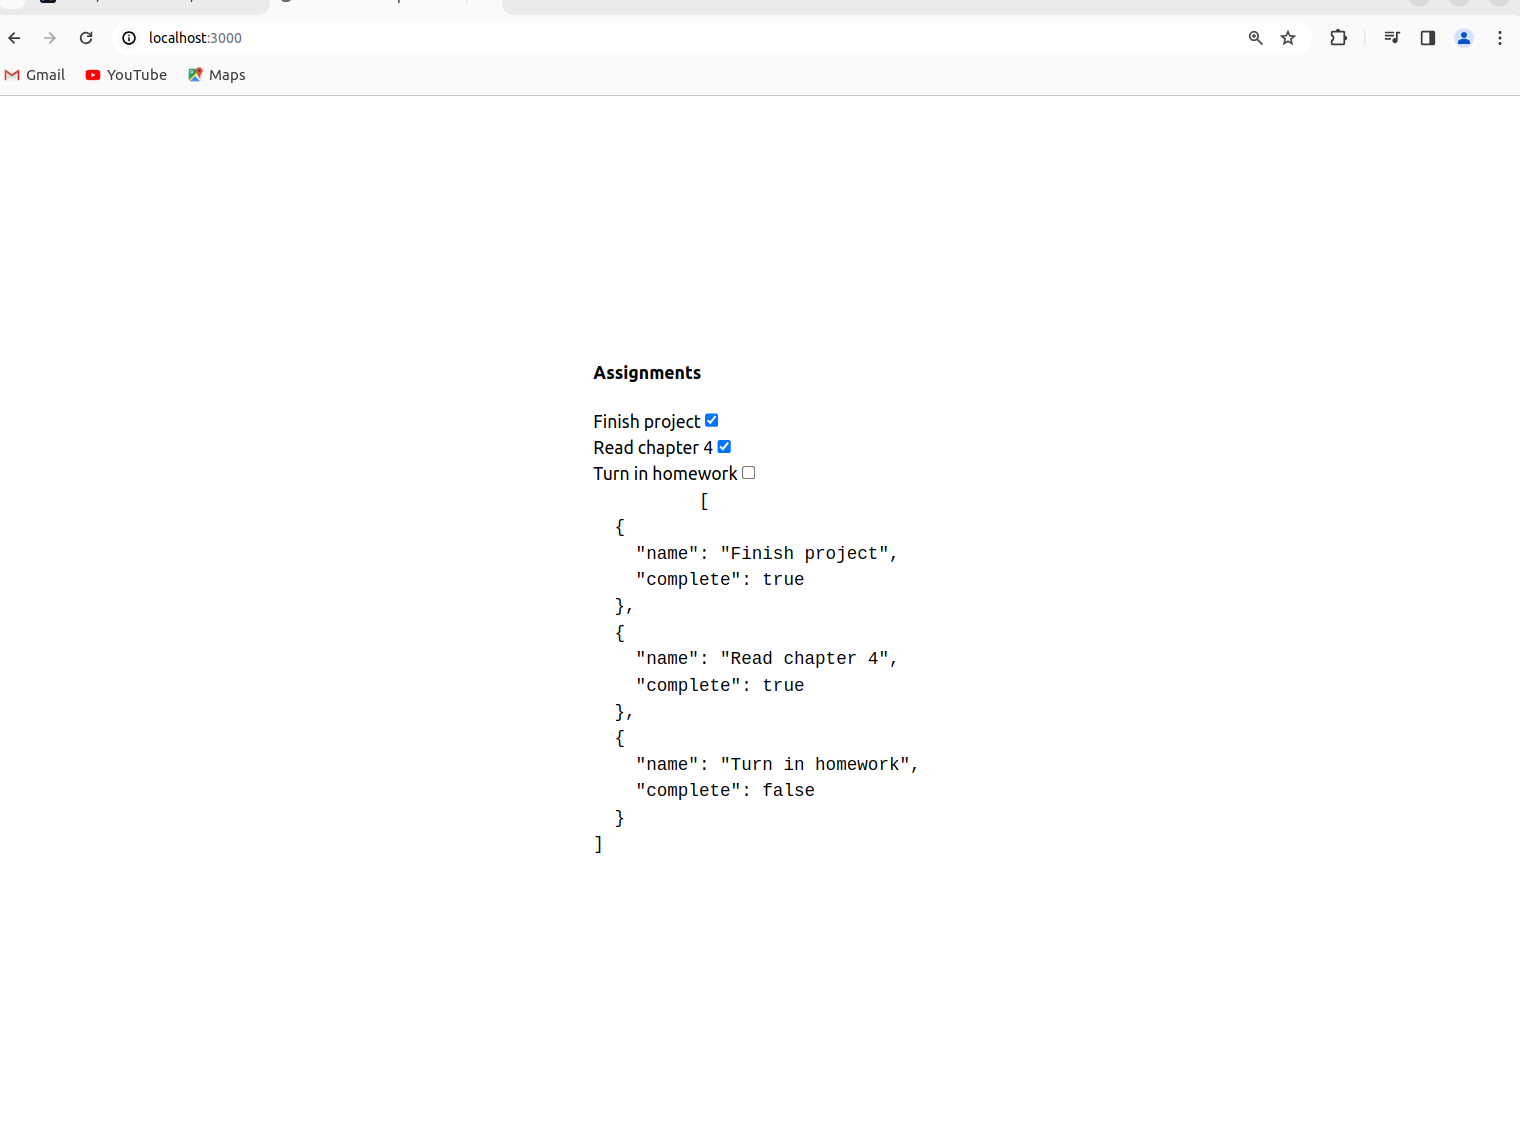 localhost:3000
Gmail YouTube Maps
Assignments
Finish project
Read chapter 4
Turn in homework
[
{
"name": "Finish project",
"complete": true
},
{
"name": "Read chapter 4",
"complete": true
},
{
"name": "Turn in homework",
"complete": false
}
]